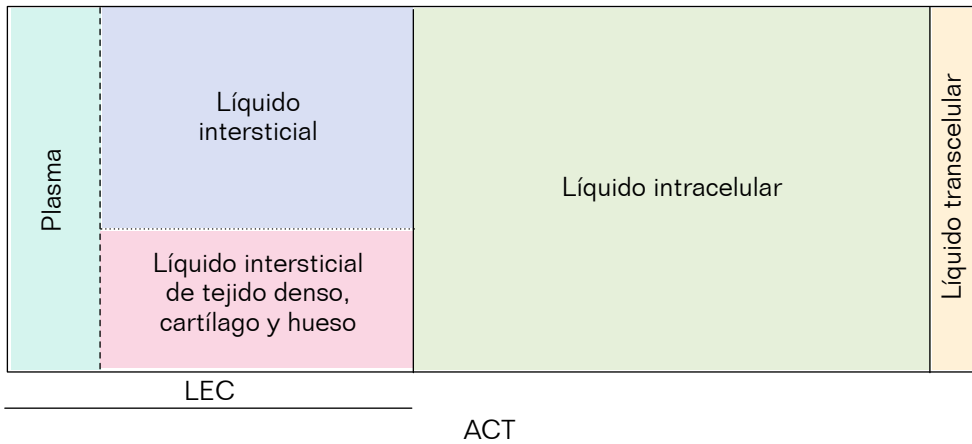 Plasma
Líquido
intersticial
Líquido intersticial
de tejido denso,
cartílago y hueso
Líquido intracelular
Líquido transcelular
LEC
ACT